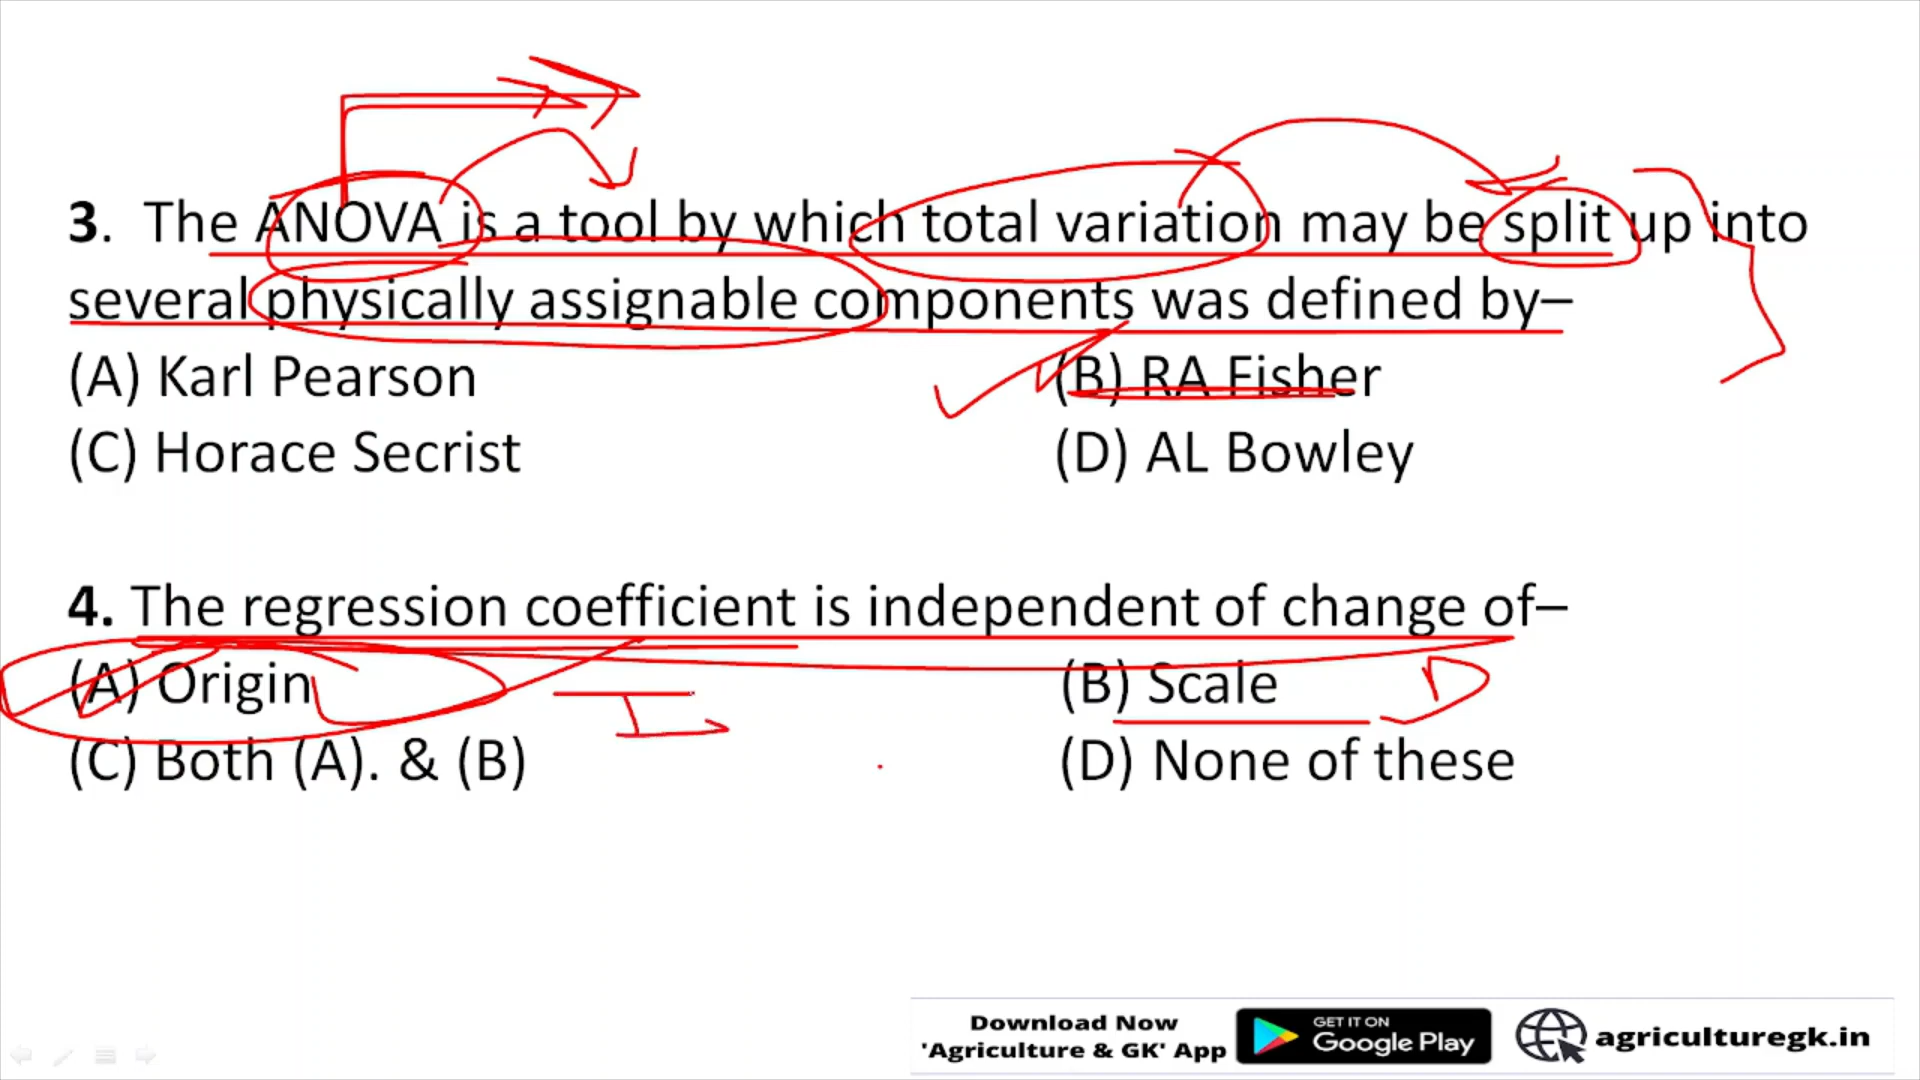 3. The ANOVA is a tool by which total variation may be split up into
several physically assignable components was defined by–
(A) Karl Pearson (B) RA Fisher
(C) Horace Secrist (D) AL Bowley
4. The regression coefficient is independent of change of–
(A) Origin I (B) Scale D
(C) Both (A). & (B) (D) None of these
Download Now
'Agriculture & GK' App
GET IT ON
Google Play
agriculturegk.in